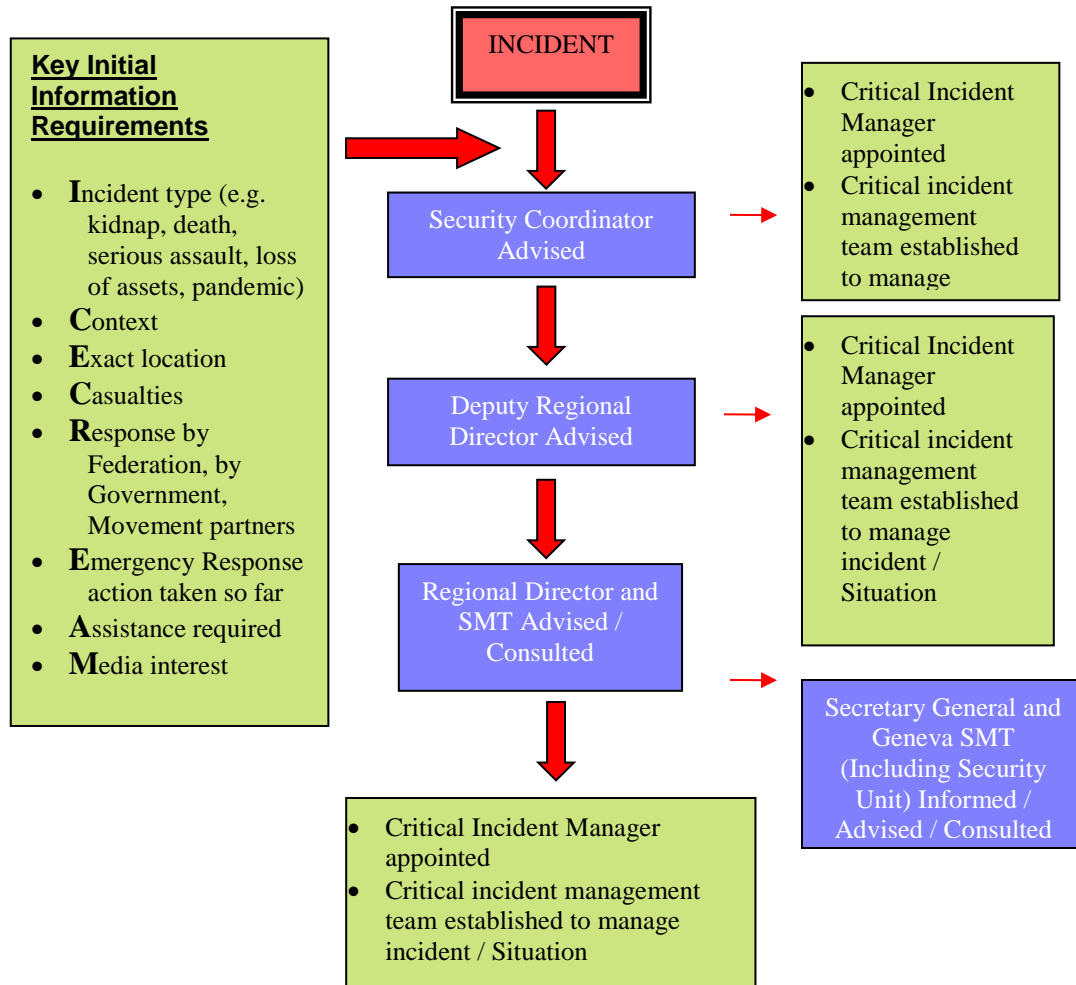 INCIDENT
Key Initial
Information
Requirements
• Incident type (e.g.
kidnap, death,
serious assault, loss
of assets, pandemic)
• Context
• Exact location
• Casualties
• Response by
Federation, by
Government,
Movement partners
• Emergency Response
action taken so far
• Assistance required
• Media interest
Security Coordinator
Advised
• Critical Incident
Manager
appointed
• Critical incident
management
team established
to manage
Deputy Regional
Director Advised
• Critical Incident
Manager
appointed
• Critical incident
management
team established
to manage
incident /
Situation
Regional Director and
SMT Advised /
Consulted
Secretary General and
Geneva SMT
(Including Security
Unit) Informed /
Advised / Consulted
• Critical Incident Manager
appointed
• Critical incident management
team established to manage
incident / Situation